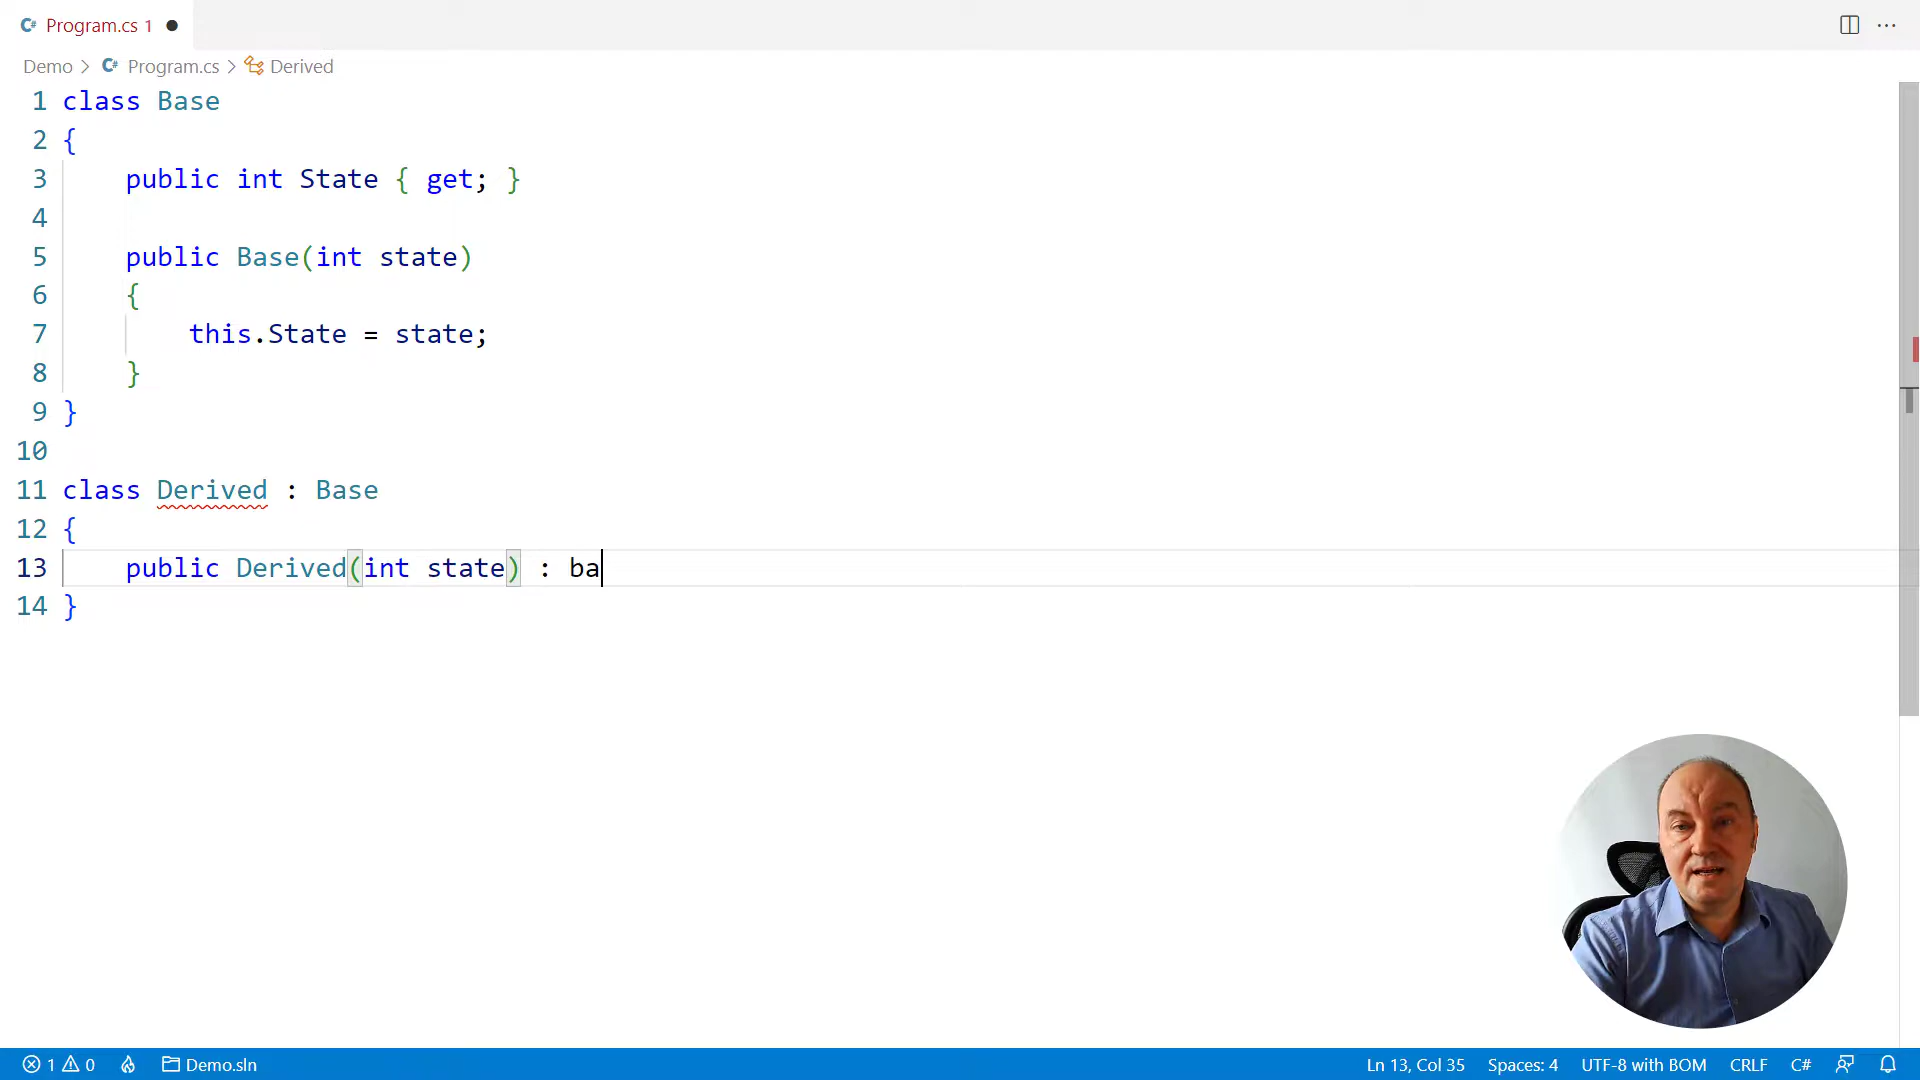 C# Program.cs 1 ●
Demo > C# Program.cs > Derived
1 class Base
2 {
3 public int State { get; }
4
5 public Base(int state)
6 {
7 this.State = state;
8 }
9 }
10
11 class Derived : Base
12 {
13 public Derived(int state) : ba
14 }
1 0 Demo.sln Ln 13, Col 35 Spaces: 4 UTF-8 with BOM CRLF C#